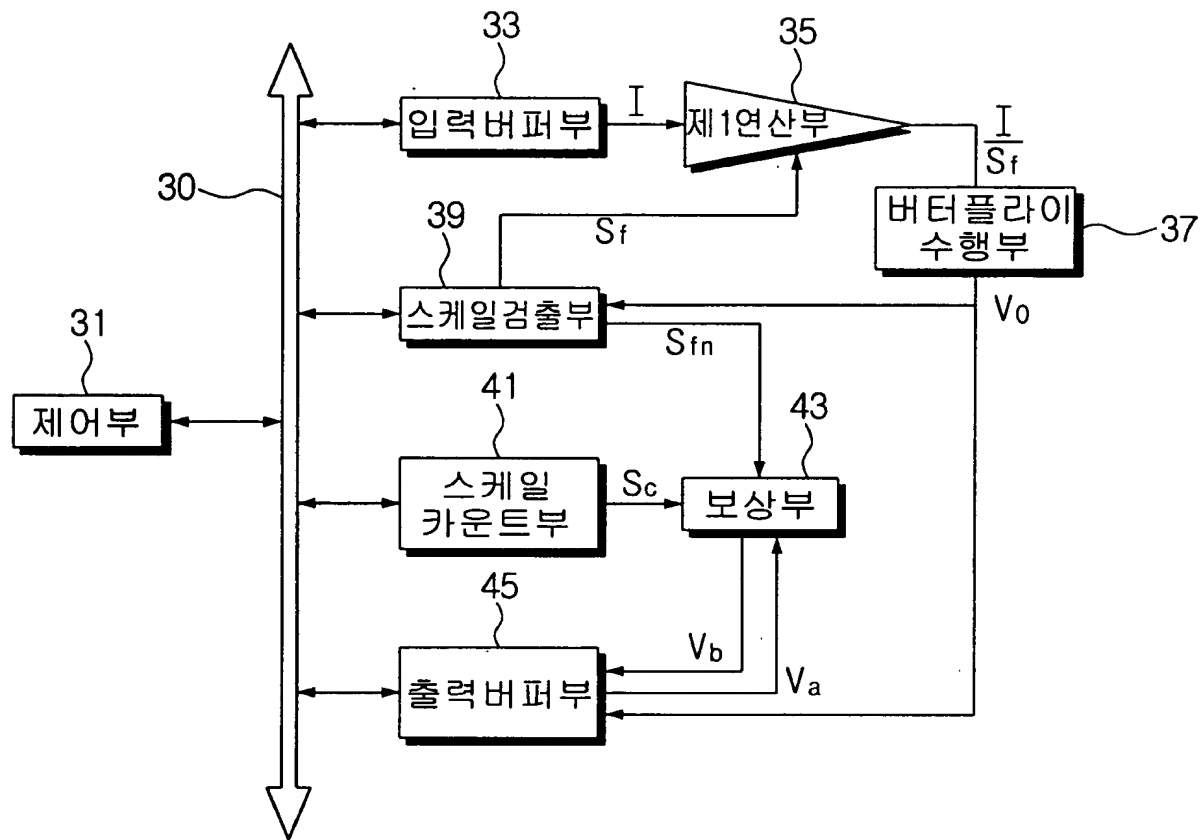 33
35
입력버퍼부
I
제1연산부
I
Sf
30
39
Sf
버터플라이
수행부
37
스케일검출부
Sfn
V0
31
제어부
41
43
스케일
카운트부
Sc
보상부
45
출력버퍼부
Vb
Va